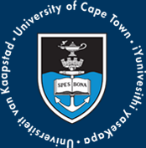 University of Cape Town · iYunivesithi yaseKapa · Universiteit van Kaapstad ·
SPES BONA